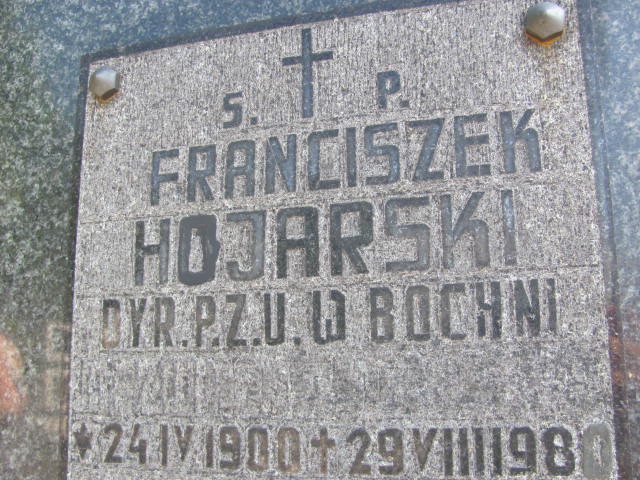 S. † P.
FRANCISZEK
HOJARSKI
DYR. P.Z.U. W BOCHNI
* 24 IV 1900 † 29 VIII 1980